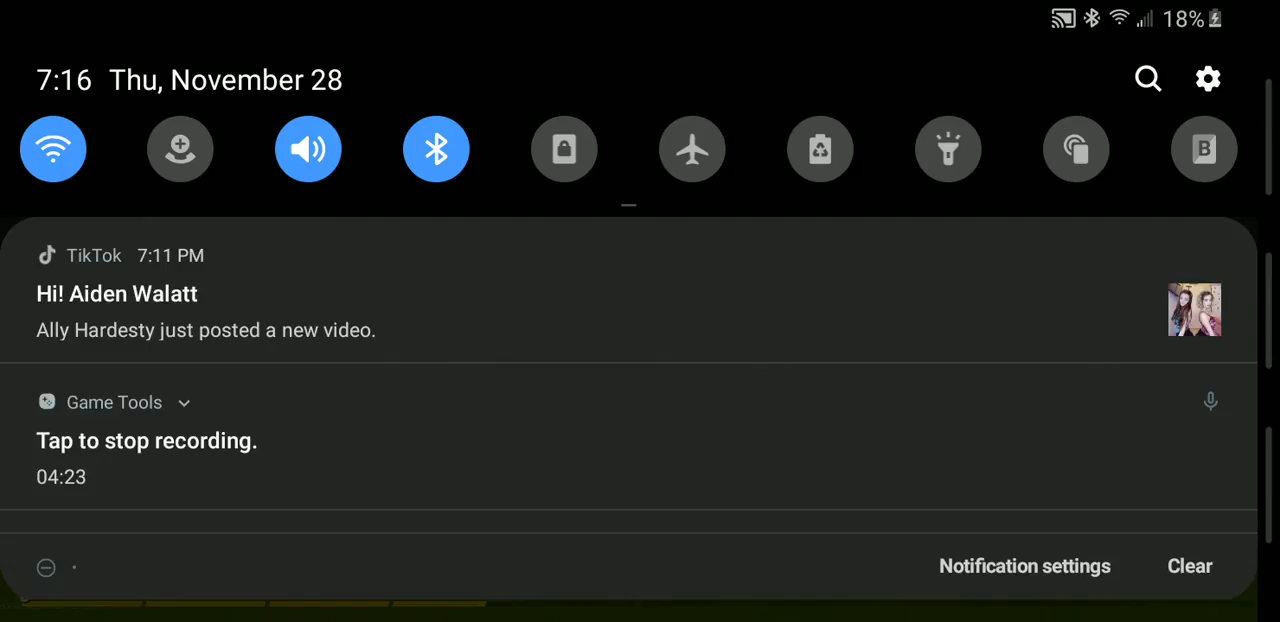 18%
7:16 Thu, November 28
B
TikTok 7:11 PM
Hi! Aiden Walatt
Ally Hardesty just posted a new video.
Game Tools
Tap to stop recording.
04:23
Notification settings Clear